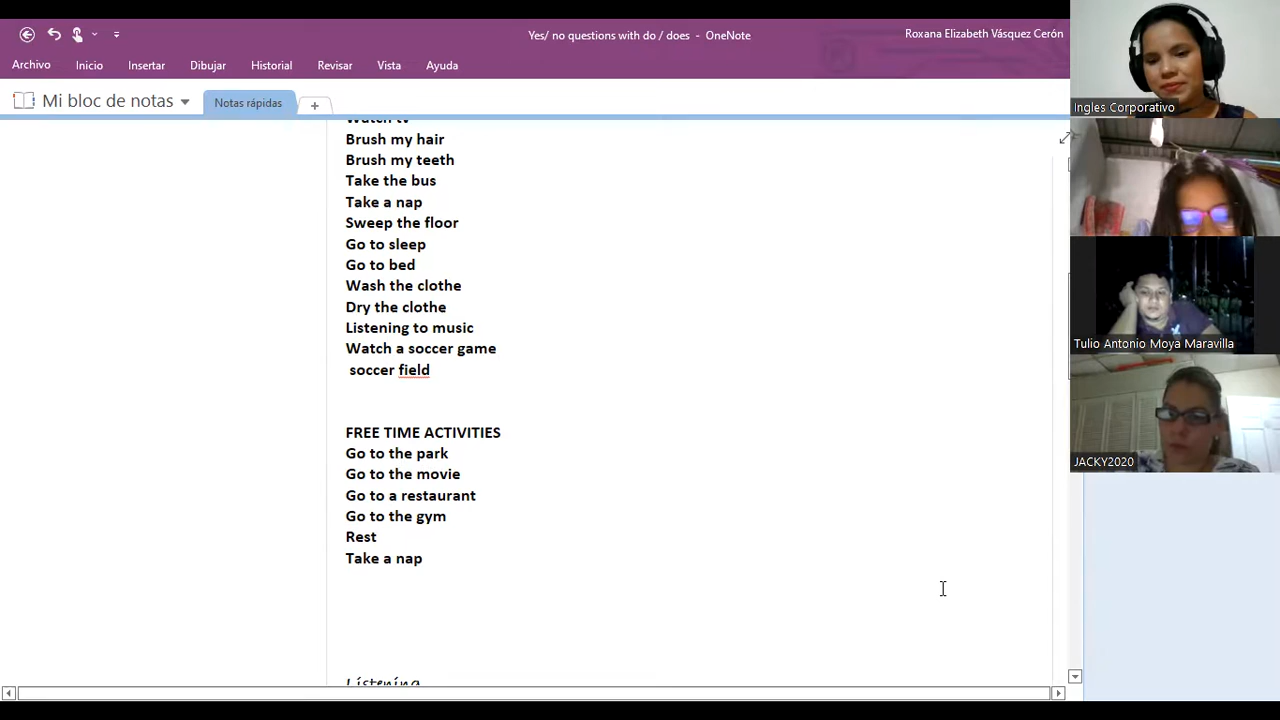 Yes/ no questions with do / does - OneNote
Roxana Elizabeth Vásquez Cerón
Archivo
Inicio
Insertar
Dibujar
Historial
Revisar
Vista
Ayuda
Mi bloc de notas
Notas rápidas
Watch tv
Brush my hair
Brush my teeth
Take the bus
Take a nap
Sweep the floor
Go to sleep
Go to bed
Wash the clothe
Dry the clothe
Listening to music
Watch a soccer game
soccer field
FREE TIME ACTIVITIES
Go to the park
Go to the movie
Go to a restaurant
Go to the gym
Rest
Take a nap
Listening
Ingles Corporativo
Tulio Antonio Moya Maravilla
JACKY2020